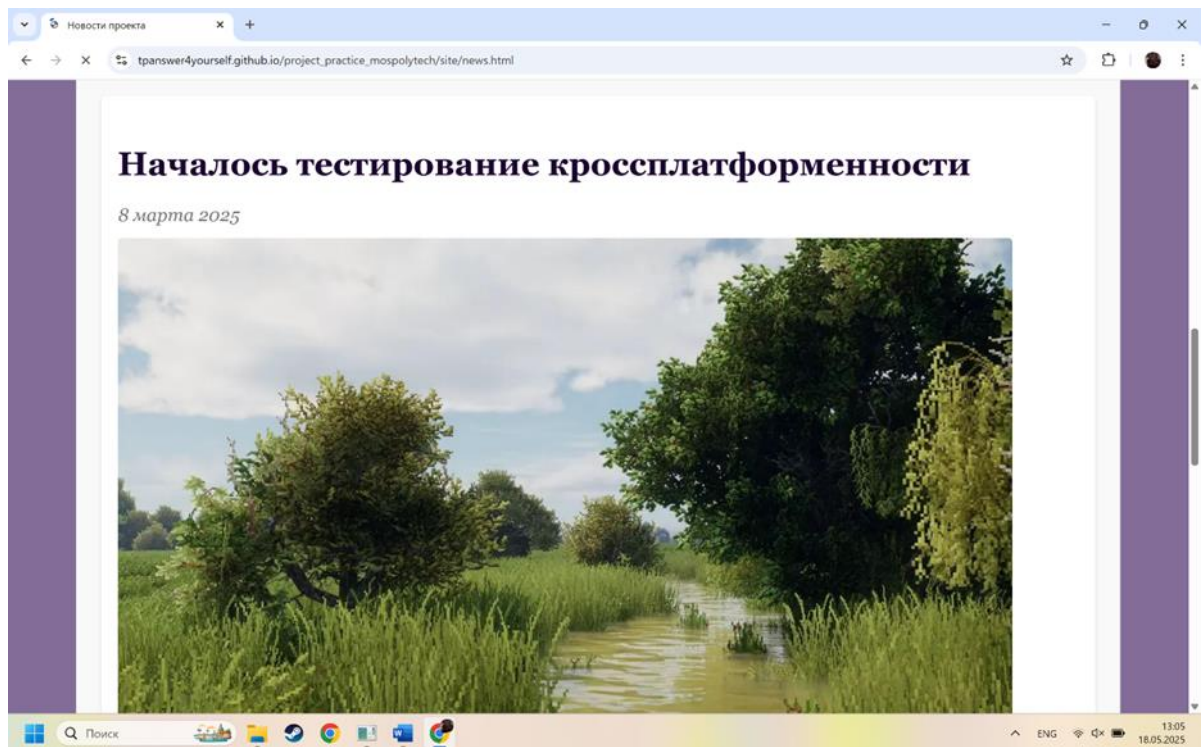 Новости проекта
tpanswer4yourself.github.io/project_practice_mospolytech/site/news.html
Началось тестирование кроссплатформенности
8 марта 2025
Поиск
ENG
13:05
18.05.2025